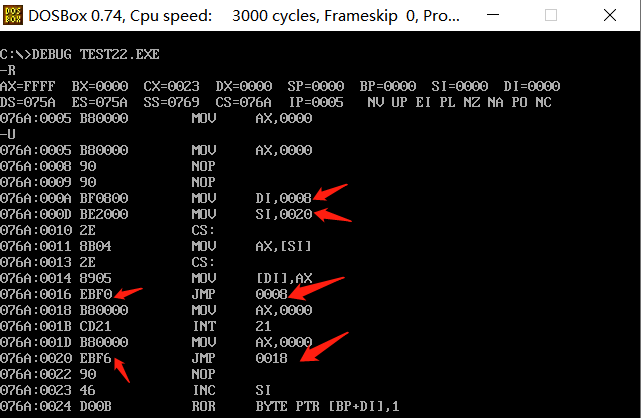 DOSBox 0.74, Cpu speed: 3000 cycles, Frameskip 0, Pro...
C:\>DEBUG TEST22.EXE
-R
AX=FFFF BX=0000 CX=0023 DX=0000 SP=0000 BP=0000 SI=0000 DI=0000
DS=075A ES=075A SS=0769 CS=076A IP=0005 NV UP EI PL NZ NA PO NC
076A:0005 B80000 MOV AX,0000
-U
076A:0005 B80000 MOV AX,0000
076A:0008 90 NOP
076A:0009 90 NOP
076A:000A BF0800 MOV DI,0008
076A:000D BE2000 MOV SI,0020
076A:0010 2E CS:
076A:0011 8B04 MOV AX,[SI]
076A:0013 2E CS:
076A:0014 8905 MOV [DI],AX
076A:0016 EBF0 JMP 0008
076A:0018 B80000 MOV AX,0000
076A:001B CD21 INT 21
076A:001D B80000 MOV AX,0000
076A:0020 EBF6 JMP 0018
076A:0022 90 NOP
076A:0023 46 INC SI
076A:0024 D00B ROR BYTE PTR [BP+DI],1